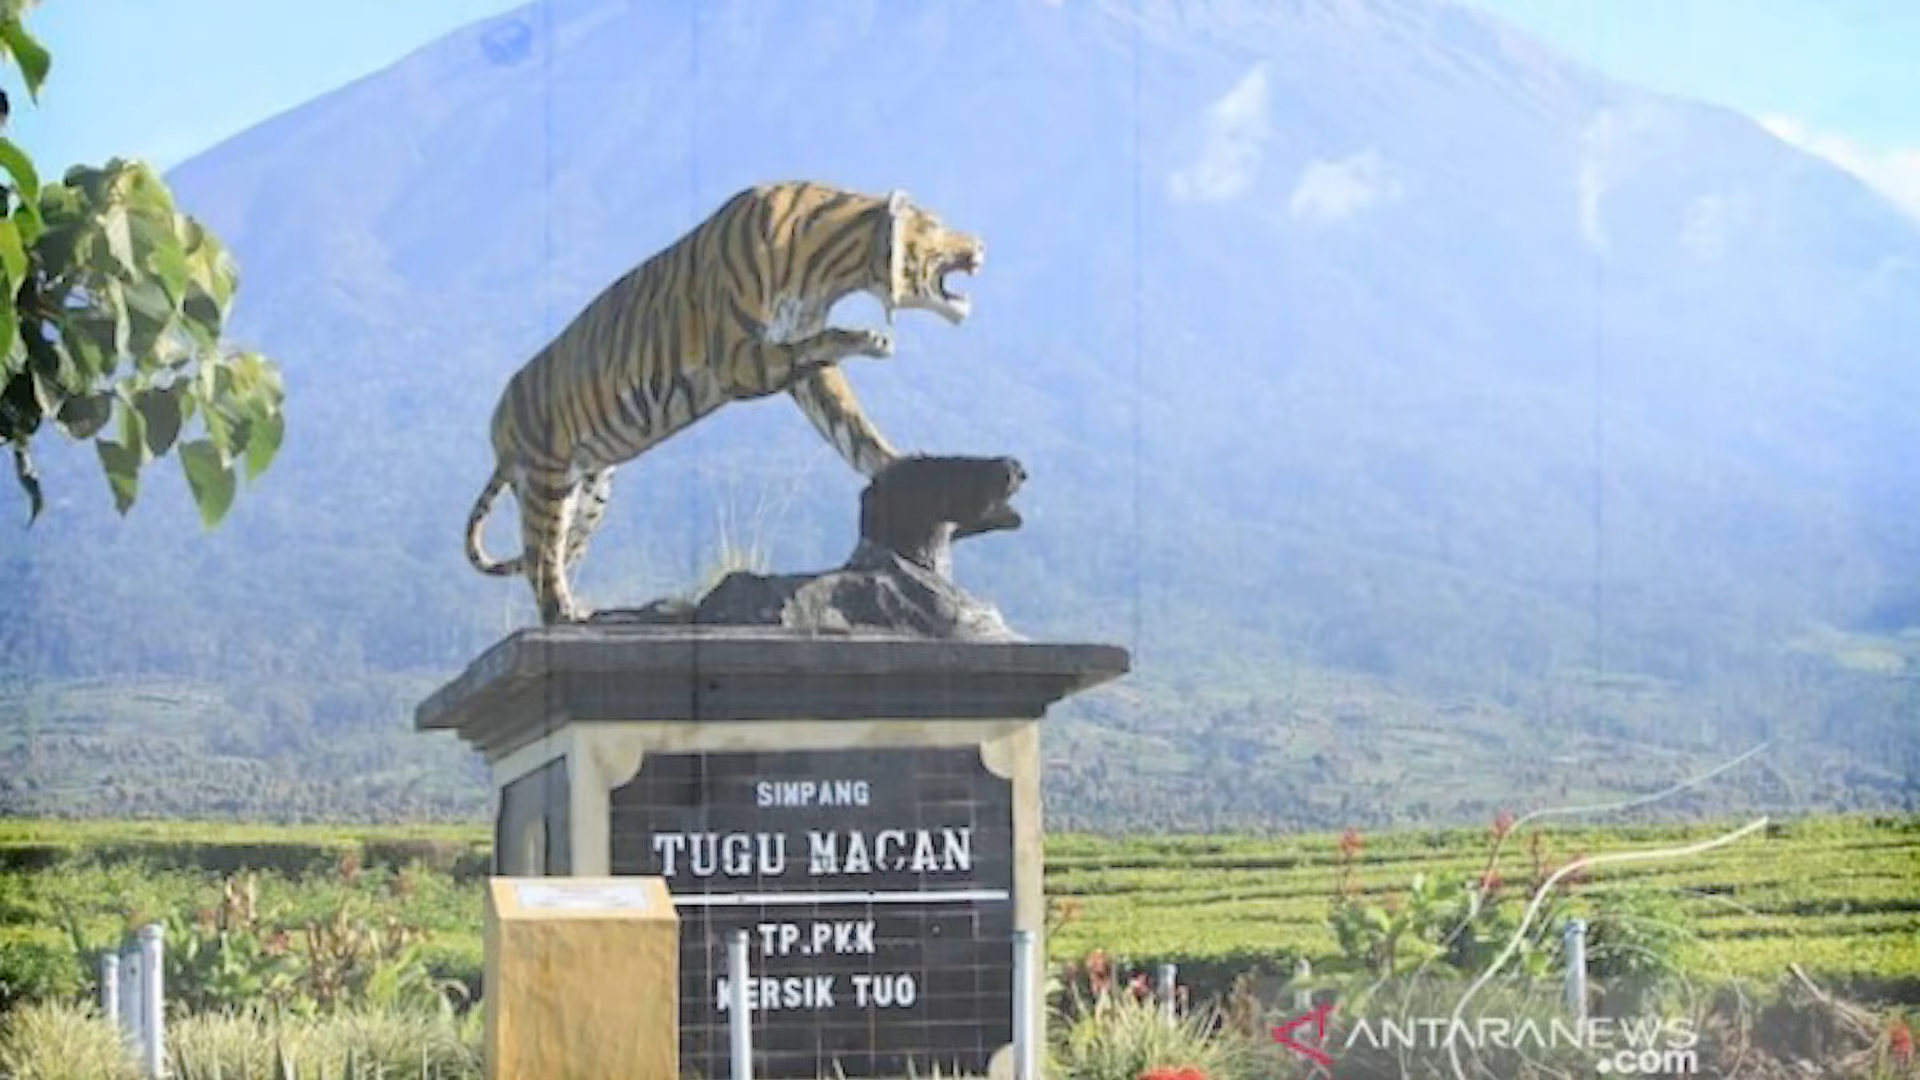 SIMPANG
TUGU MACAN
TP.PKK
KERSIK TUO
ANTARANEWS
.com